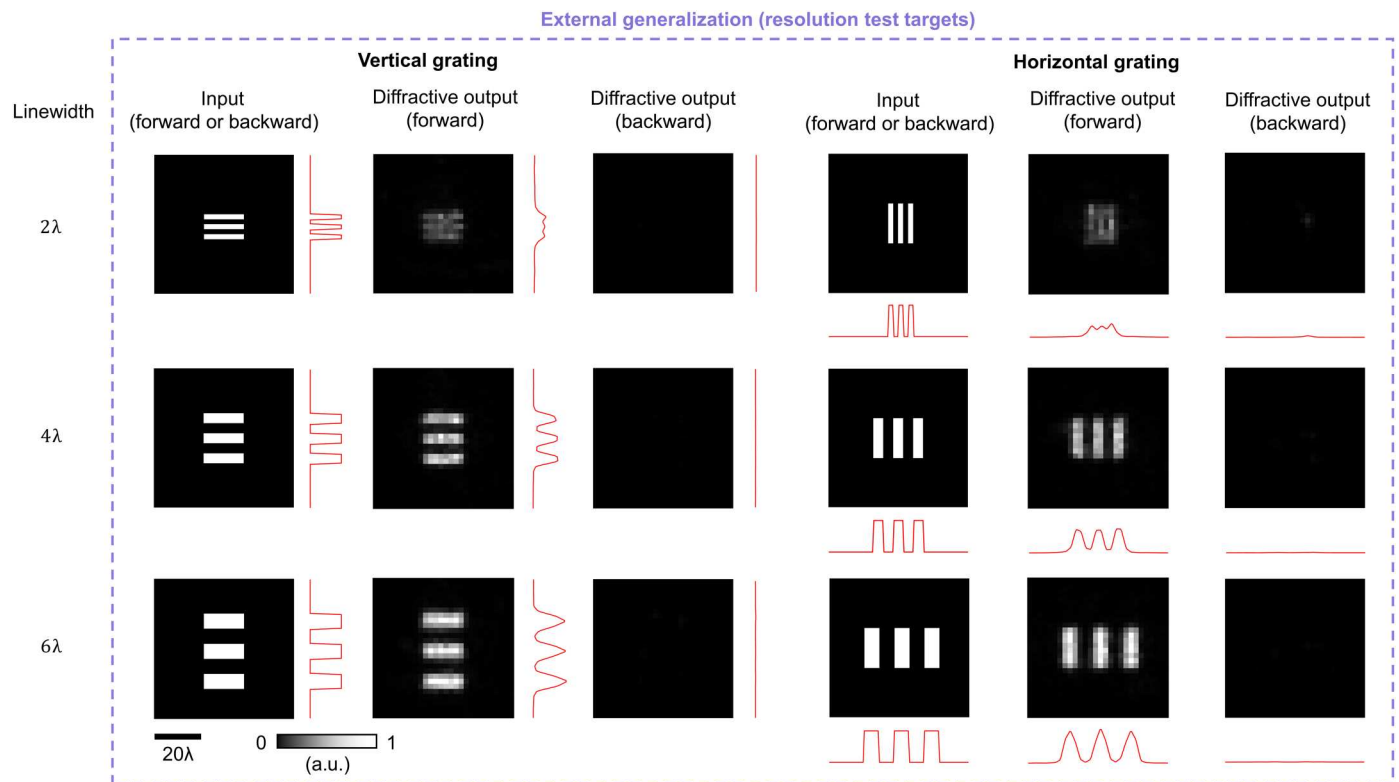 External generalization (resolution test targets)
Vertical grating
Horizontal grating
Linewidth
Input
(forward or backward)
Diffractive output
(forward)
Diffractive output
(backward)
Input
(forward or backward)
Diffractive output
(forward)
Diffractive output
(backward)
2λ
4λ
6λ
20λ
0
1
(a.u.)